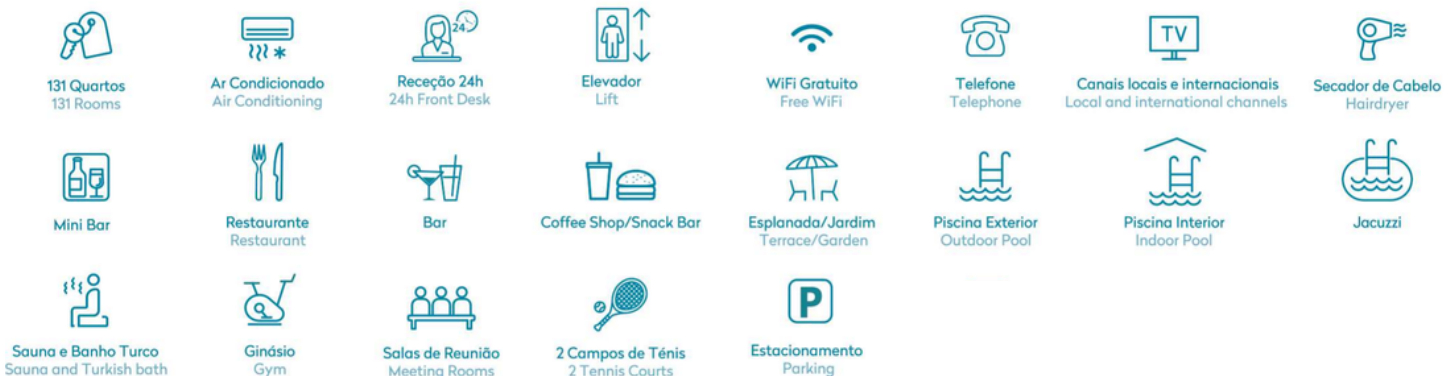 24
TV
131 Quartos
131 Rooms
Ar Condicionado
Air Conditioning
Receção 24h
24h Front Desk
Elevador
Lift
WiFi Gratuito
Free WiFi
Telefone
Telephone
Canais locais e internacionais
Local and international channels
Secador de Cabelo
Hairdryer
Mini Bar
Restaurante
Restaurant
Bar
Coffee Shop/Snack Bar
Esplanada/Jardim
Terrace/Garden
Piscina Exterior
Outdoor Pool
Piscina Interior
Indoor Pool
Jacuzzi
P
Sauna e Banho Turco
Sauna and Turkish bath
Ginásio
Gym
Salas de Reunião
Meeting Rooms
2 Campos de Ténis
2 Tennis Courts
Estacionamento
Parking